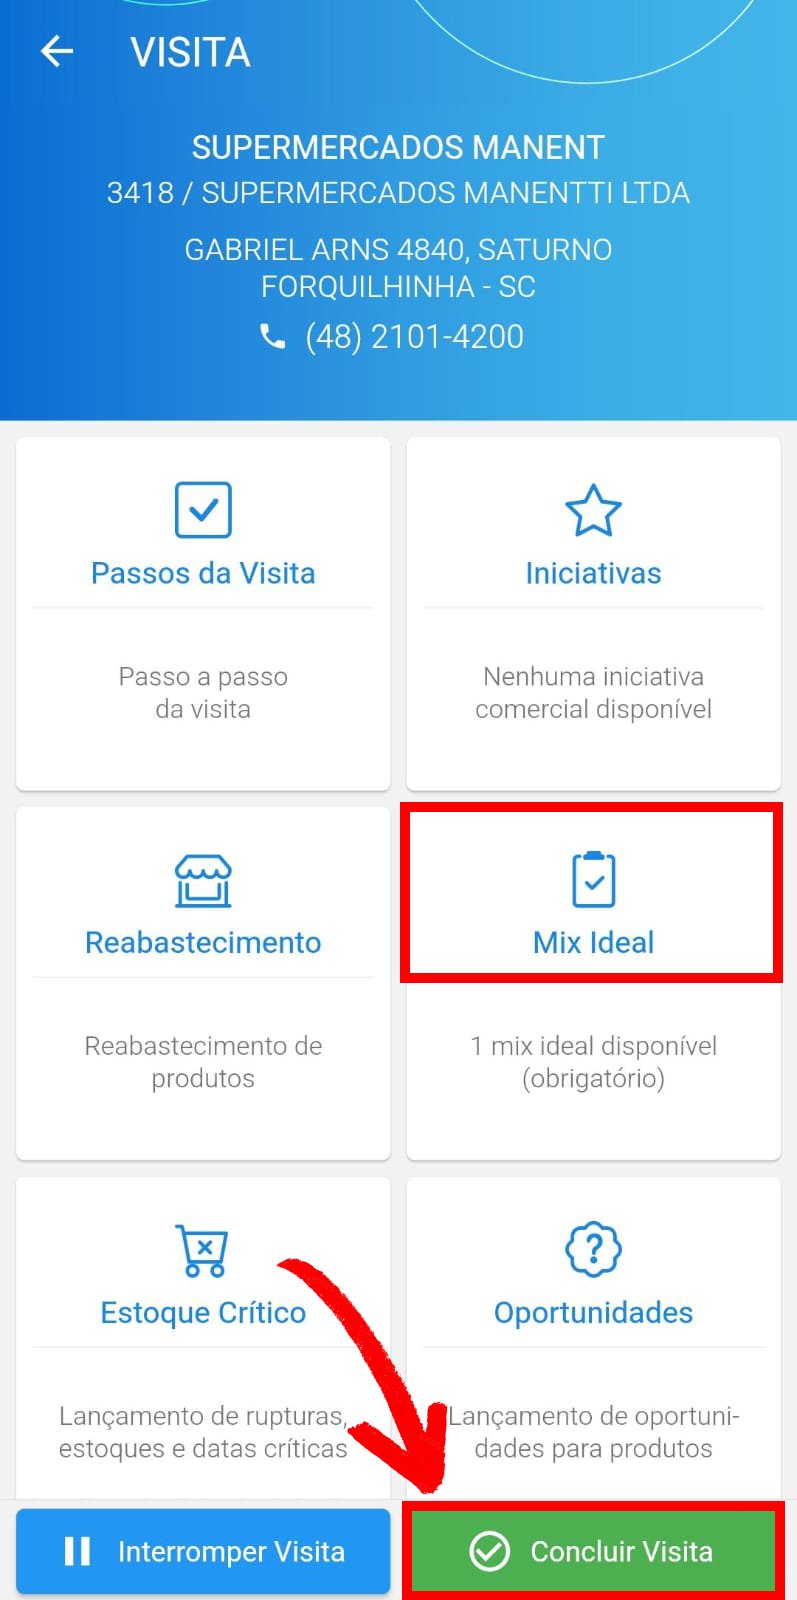 VISITA
SUPERMERCADOS MANENT
3418 / SUPERMERCADOS MANENTTI LTDA
GABRIEL ARNS 4840, SATURNO
FORQUILHINHA - SC
(48) 2101-4200
Passos da Visita
Passo a passo
da visita
Iniciativas
Nenhuma iniciativa
comercial disponível
Reabastecimento
Reabastecimento de
produtos
Mix Ideal
1 mix ideal disponível
(obrigatório)
Estoque Crítico
Lançamento de rupturas,
estoques e datas críticas
Oportunidades
Lançamento de oportuni-
dades para produtos
Interromper Visita
Concluir Visita